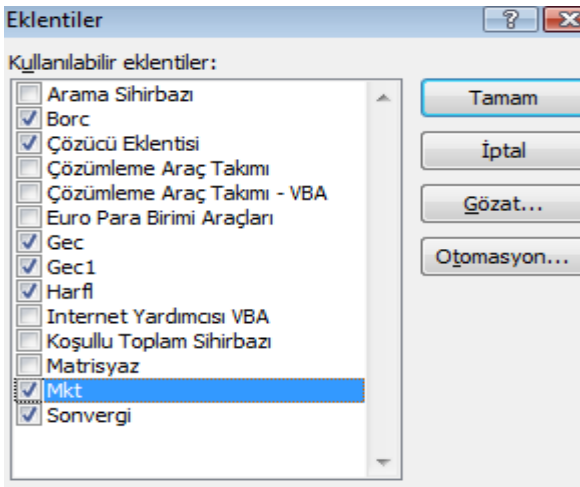 Eklentiler
Kullanılabilir eklentiler:
Arama Sihirbazı
Borc
Çözücü Eklentisi
Çözümleme Araç Takımı
Çözümleme Araç Takımı - VBA
Euro Para Birimi Araçları
Gec
Gec1
Harfl
Internet Yardımcısı VBA
Koşullu Toplam Sihirbazı
Matrisyaz
Mkt
Sonvergi
Tamam
İptal
Gözat...
Otomasyon...